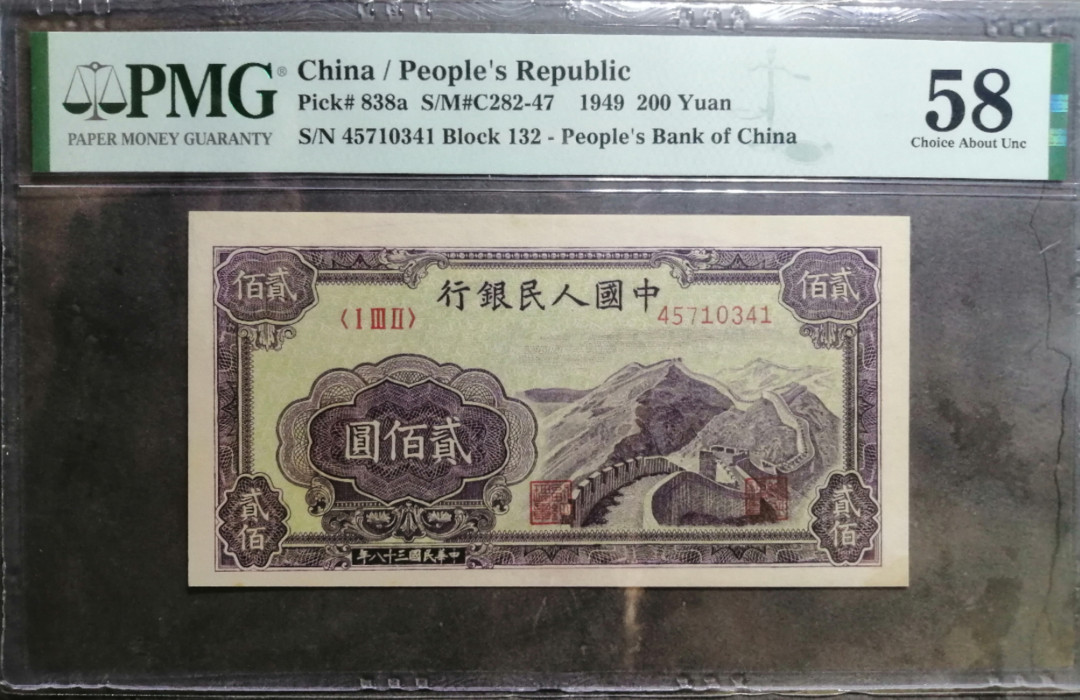 PMG®
PAPER MONEY GUARANTY
China / People's Republic
Pick# 838a S/M#C282-47 1949 200 Yuan
S/N 45710341 Block 132 - People's Bank of China
58
Choice About Unc
佰貳
行銀民人國中
佰貳
〈I III II〉
45710341
圓佰貳
貳佰
貳佰
年八十三國民華中